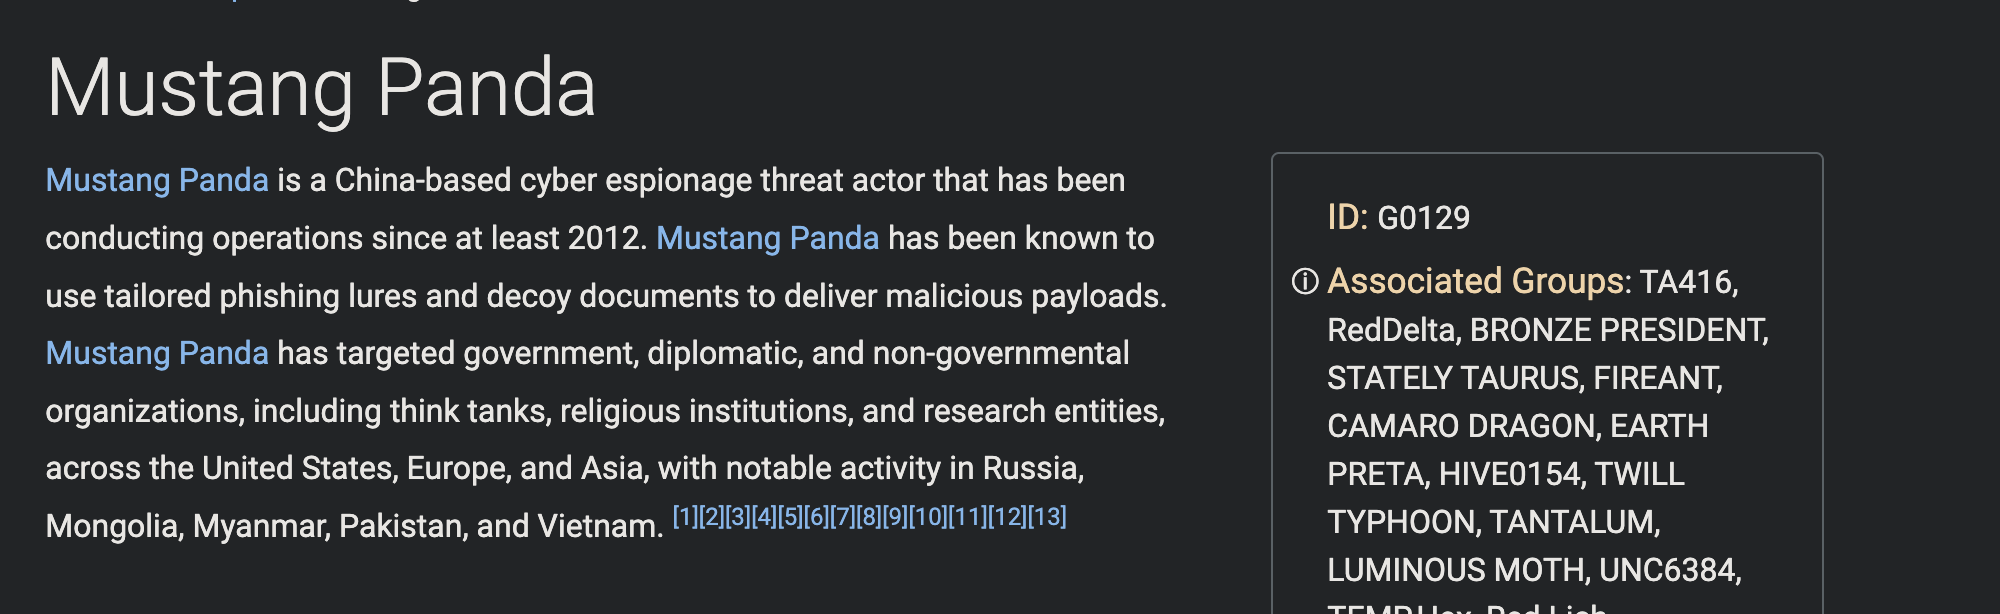 Mustang Panda
Mustang Panda is a China-based cyber espionage threat actor that has been
conducting operations since at least 2012. Mustang Panda has been known to
use tailored phishing lures and decoy documents to deliver malicious payloads.
Mustang Panda has targeted government, diplomatic, and non-governmental
organizations, including think tanks, religious institutions, and research entities,
across the United States, Europe, and Asia, with notable activity in Russia,
Mongolia, Myanmar, Pakistan, and Vietnam. [1][2][3][4][5][6][7][8][9][10][11][12][13]
ID: G0129
Associated Groups: TA416,
RedDelta, BRONZE PRESIDENT,
STATELY TAURUS, FIREANT,
CAMARO DRAGON, EARTH
PRETA, HIVE0154, TWILL
TYPHOON, TANTALUM,
LUMINOUS MOTH, UNC6384,